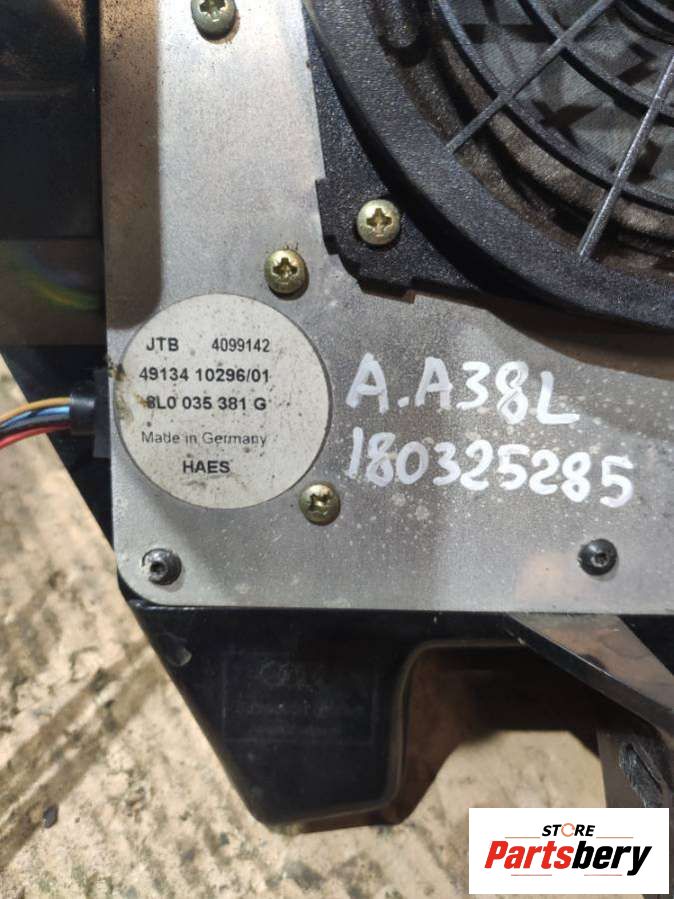 JTB 4099142
49134 10296/01
8L0 035 381 G
Made in Germany
HAES
A.A38L
180325285
STORE
Partsbery